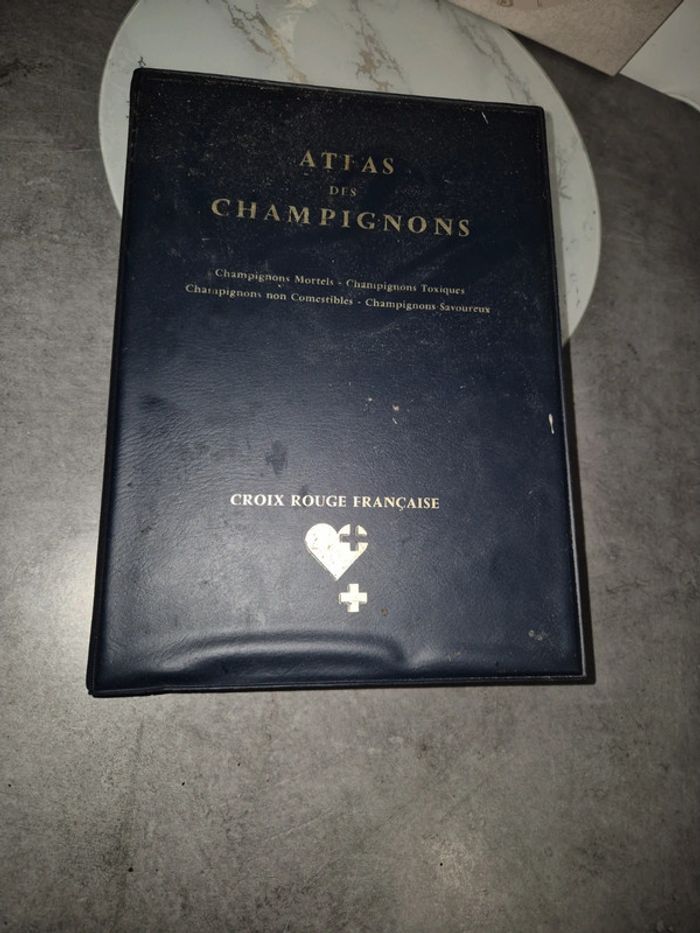 ATLAS
DES
CHAMPIGNONS
Champignons Mortels - Champignons Toxiques
Champignons non Comestibles - Champignons Savoureux
CROIX ROUGE FRANÇAISE